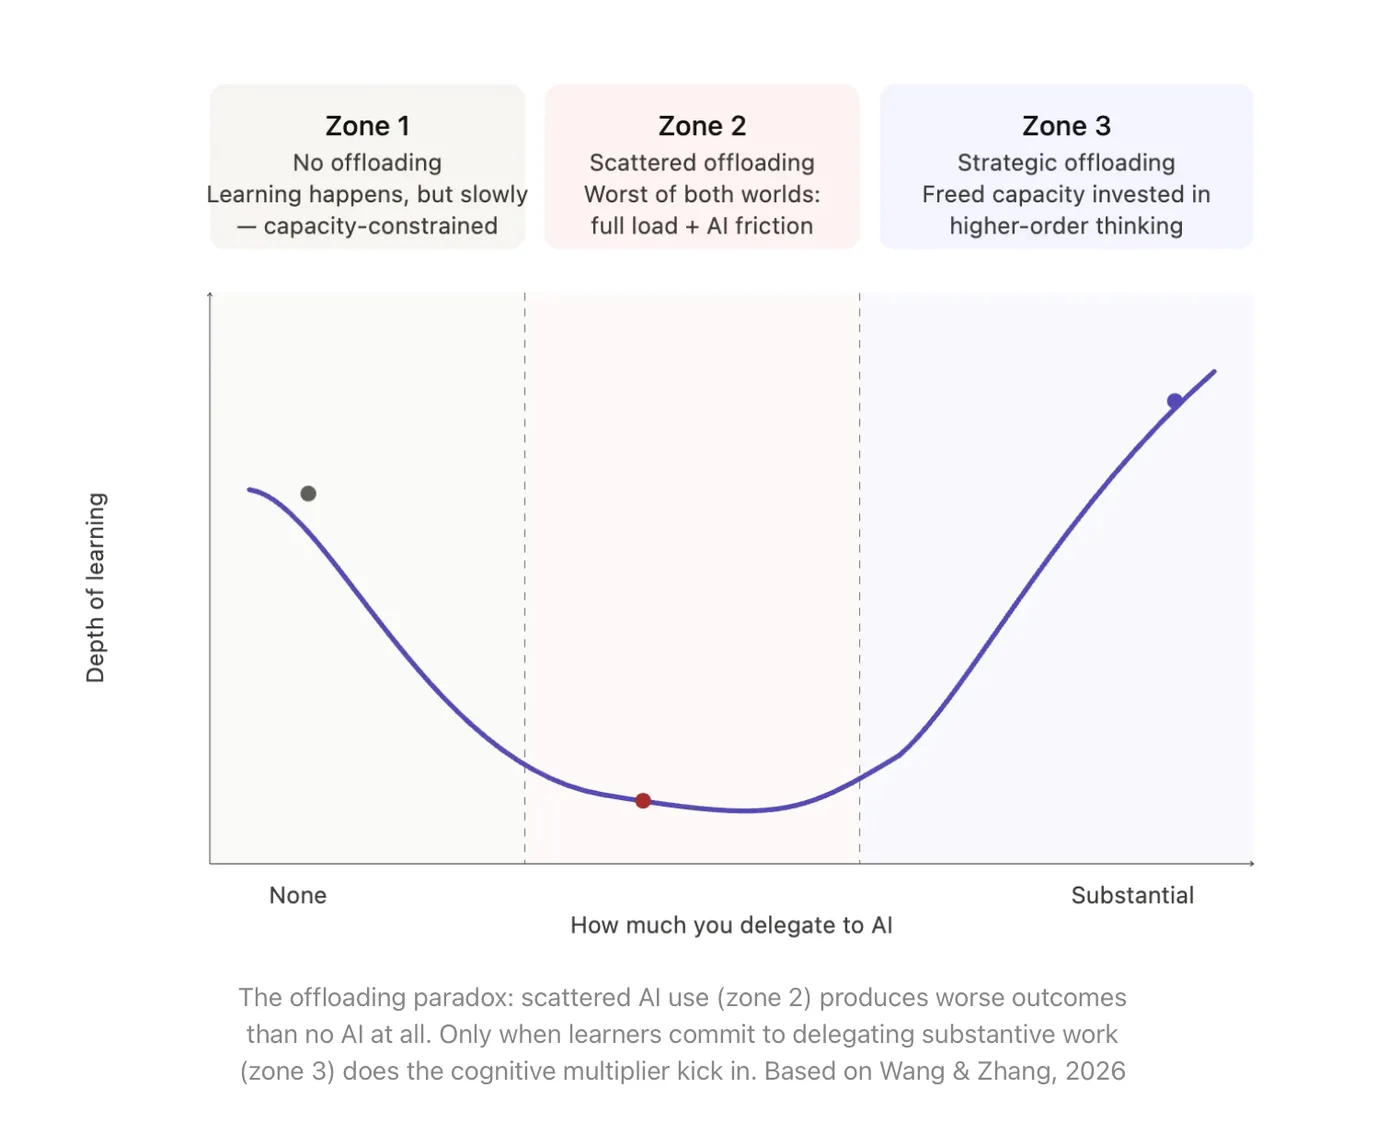 Zone 1
No offloading
Learning happens, but slowly
— capacity-constrained
Zone 2
Scattered offloading
Worst of both worlds:
full load + AI friction
Zone 3
Strategic offloading
Freed capacity invested in
higher-order thinking
Depth of learning
None
Substantial
How much you delegate to AI
The offloading paradox: scattered AI use (zone 2) produces worse outcomes
than no AI at all. Only when learners commit to delegating substantive work
(zone 3) does the cognitive multiplier kick in. Based on Wang & Zhang, 2026